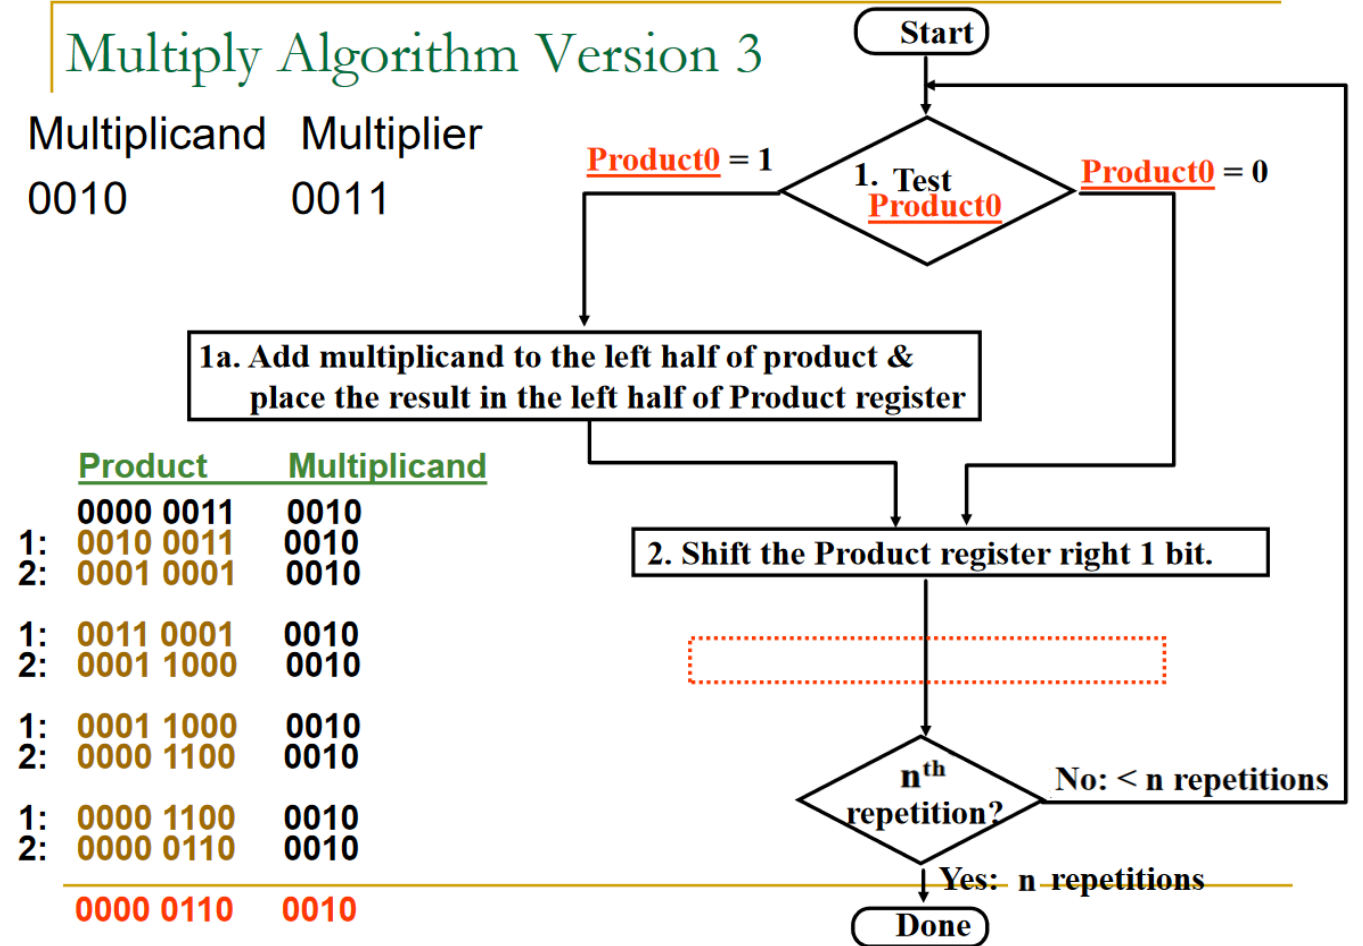 Multiply Algorithm Version 3
Multiplicand Multiplier
0010 0011
Start
1. Test
Product0
Product0 = 1
Product0 = 0
1a. Add multiplicand to the left half of product &
place the result in the left half of Product register
2. Shift the Product register right 1 bit.
nth
repetition?
No: < n repetitions
Yes: n repetitions
Done
Product Multiplicand
0000 0011 0010
1: 0010 0011 0010
2: 0001 0001 0010
1: 0011 0001 0010
2: 0001 1000 0010
1: 0001 1000 0010
2: 0000 1100 0010
1: 0000 1100 0010
2: 0000 0110 0010
0000 0110 0010